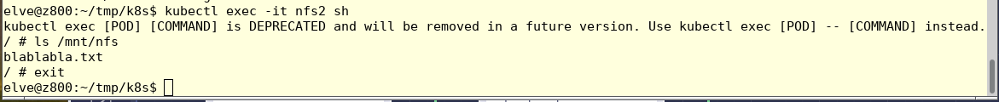 elve@z800:~/tmp/k8s$ kubectl exec -it nfs2 sh
kubectl exec [POD] [COMMAND] is DEPRECATED and will be removed in a future version. Use kubectl exec [POD] -- [COMMAND] instead.
/ # ls /mnt/nfs
blablabla.txt
/ # exit
elve@z800:~/tmp/k8s$